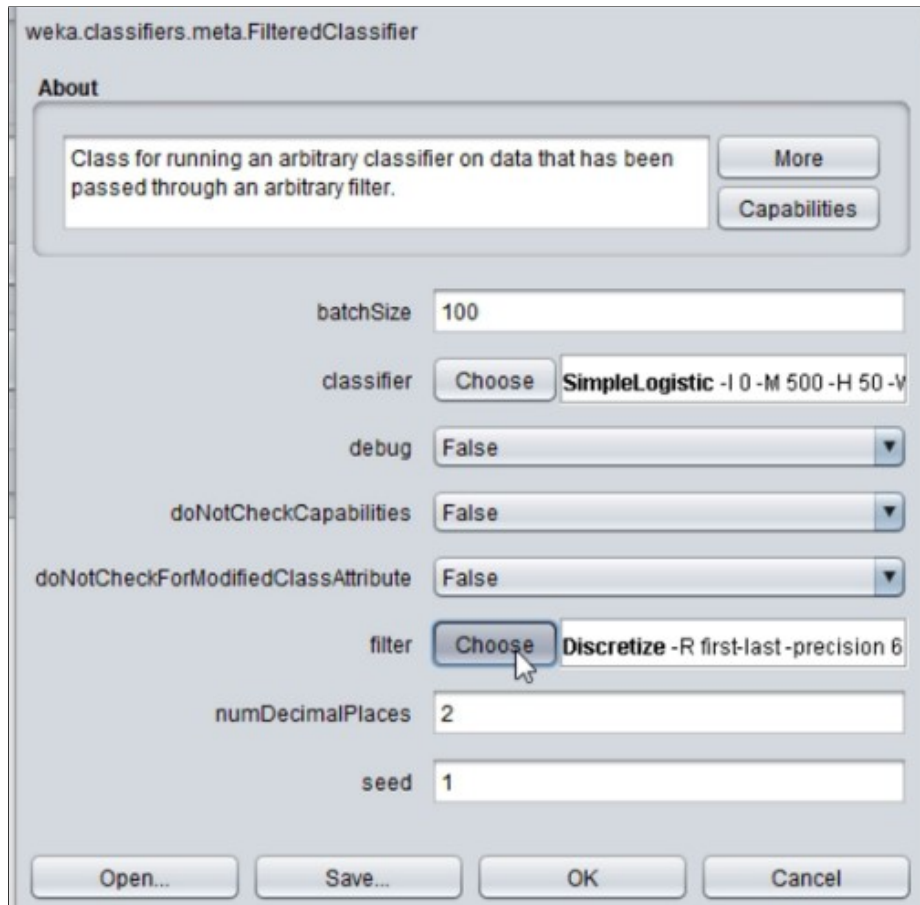 weka.classifiers.meta.FilteredClassifier
About
Class for running an arbitrary classifier on data that has been
passed through an arbitrary filter.
More
Capabilities
batchSize 100
classifier Choose SimpleLogistic -I 0 -M 500 -H 50 -W
debug False
doNotCheckCapabilities False
doNotCheckForModifiedClassAttribute False
filter Choose Discretize -R first-last -precision 6
numDecimalPlaces 2
seed 1
Open... Save... OK Cancel